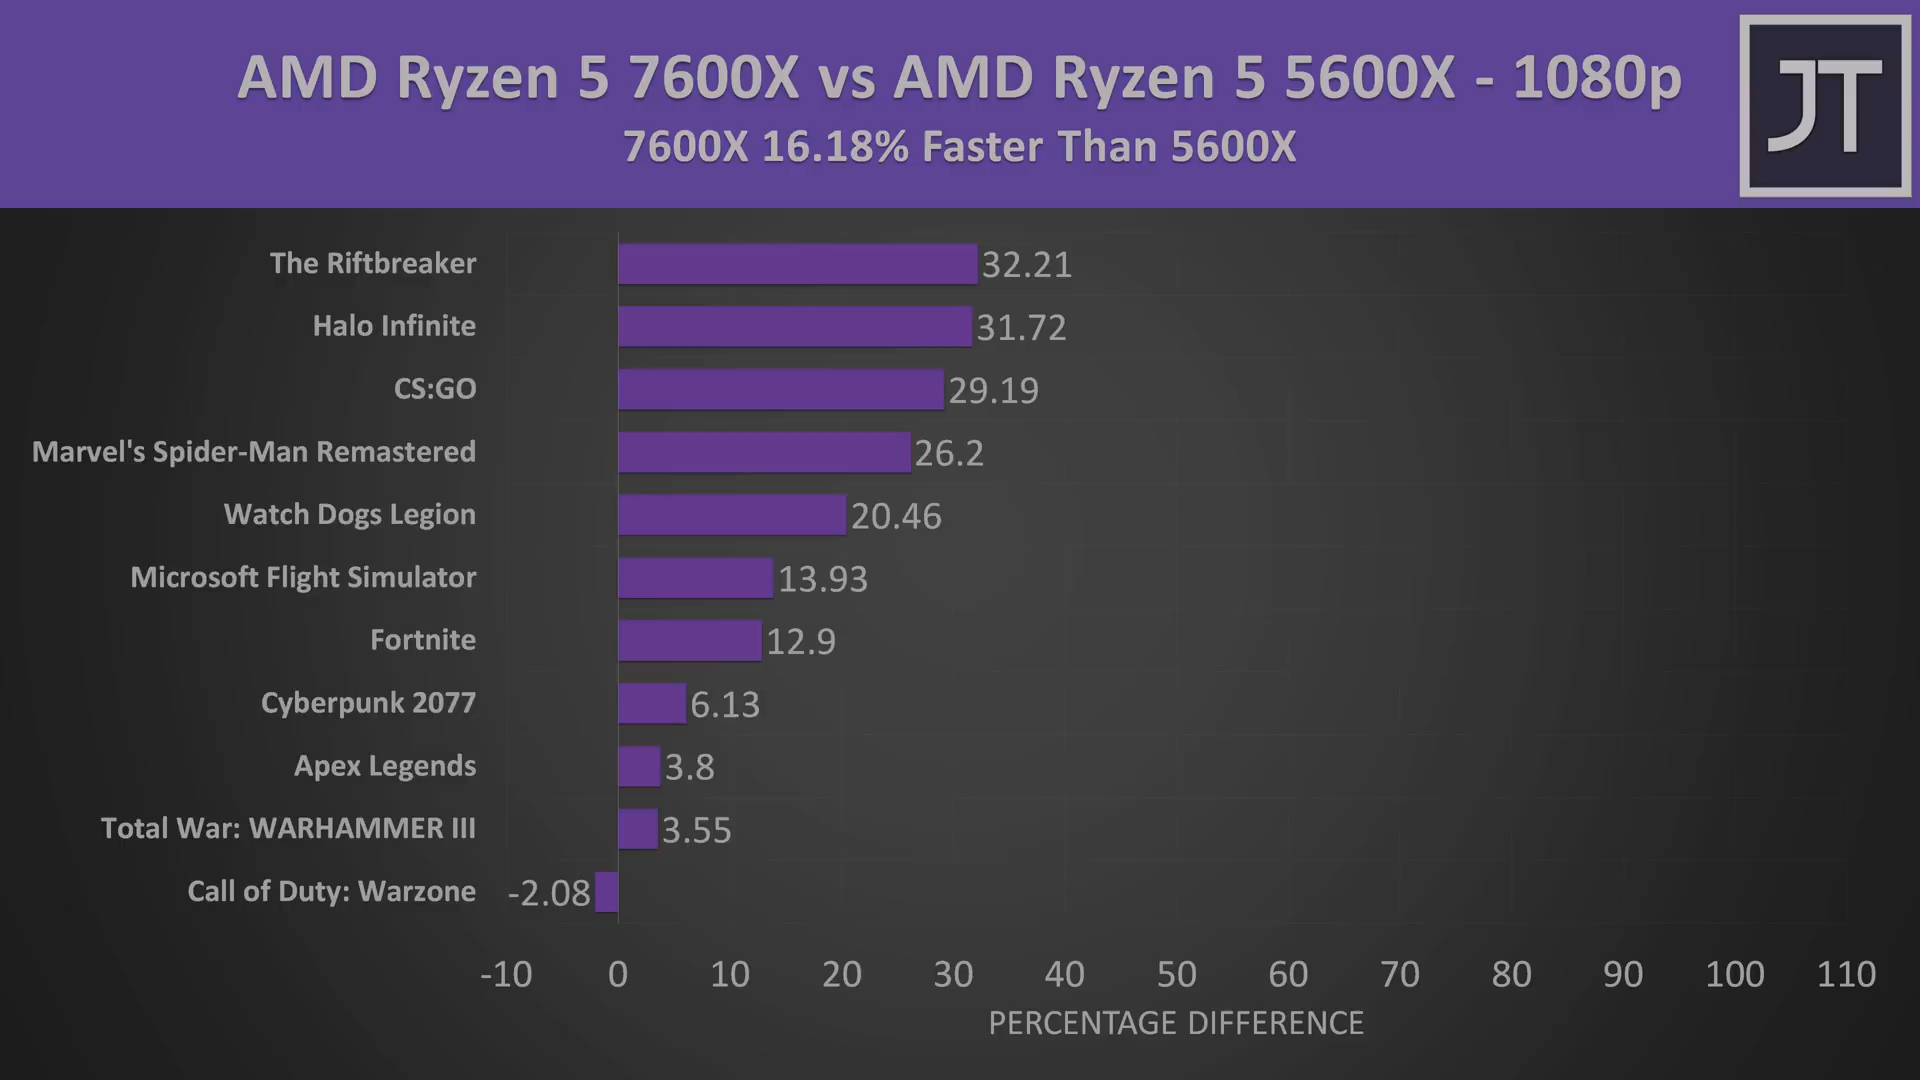 AMD Ryzen 5 7600X vs AMD Ryzen 5 5600X - 1080p
7600X 16.18% Faster Than 5600X
JT
The Riftbreaker 32.21
Halo Infinite 31.72
CS:GO 29.19
Marvel's Spider-Man Remastered 26.2
Watch Dogs Legion 20.46
Microsoft Flight Simulator 13.93
Fortnite 12.9
Cyberpunk 2077 6.13
Apex Legends 3.8
Total War: WARHAMMER III 3.55
Call of Duty: Warzone -2.08
-10 0 10 20 30 40 50 60 70 80 90 100 110
PERCENTAGE DIFFERENCE